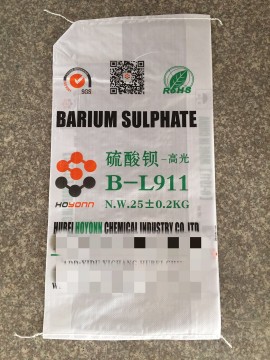 SGS
RoHS
BARIUM SULPHATE
硫酸钡-高光
B-L911
HOYONN
N.W.25±0.2KG
HUBEI HOYONN CHEMICAL INDUSTRY CO LTD